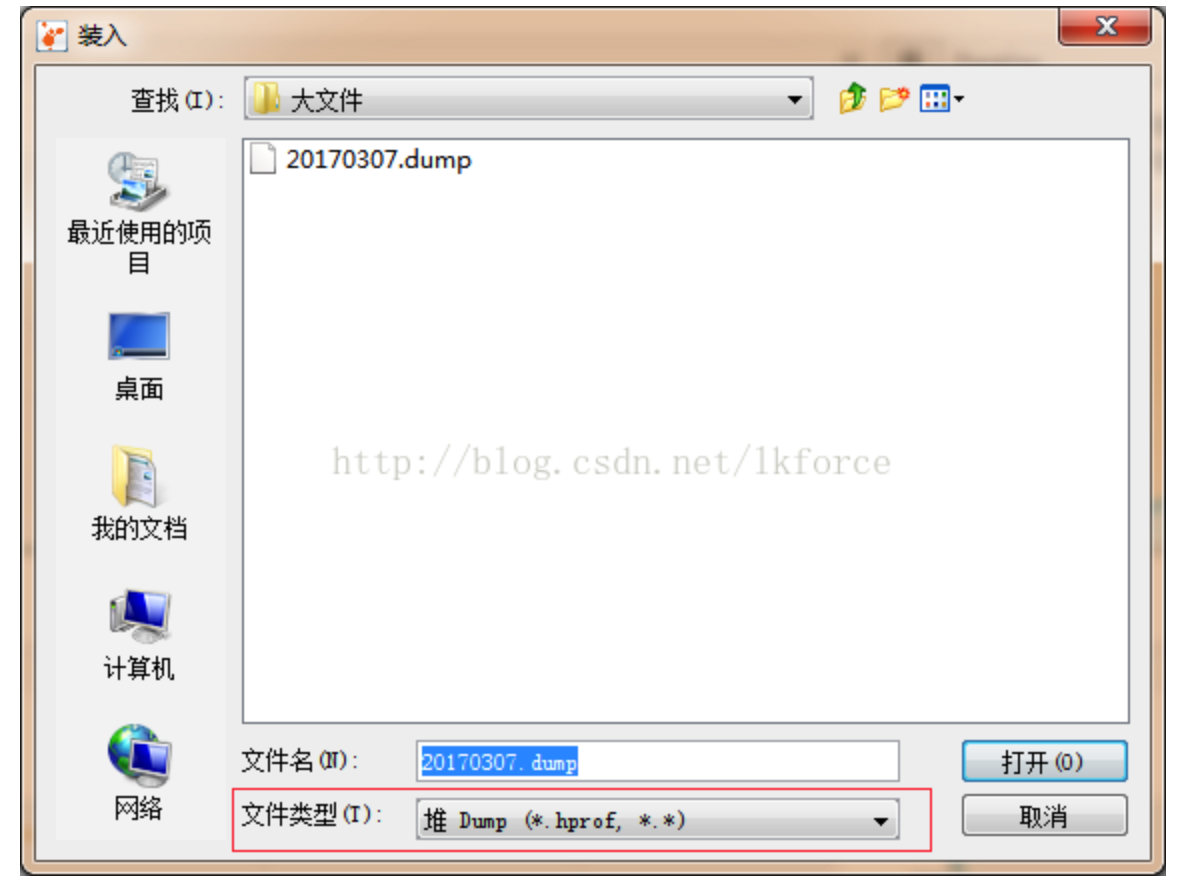 装入
查找(I):
大文件
20170307.dump
最近使用的项
目
桌面
http://blog.csdn.net/lkforce
我的文档
计算机
网络
文件名(N):
20170307.dump
打开(O)
文件类型(T):
堆 Dump (*.hprof, *.*)
取消